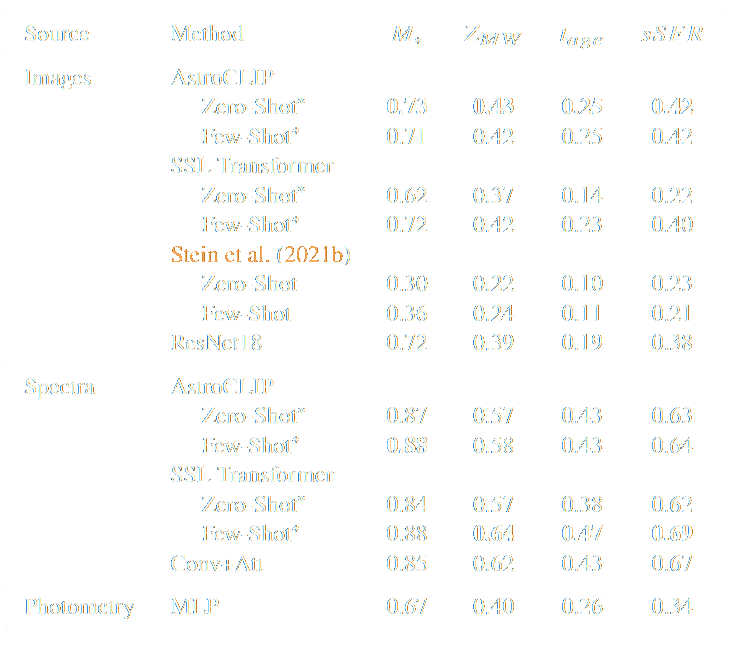 Source Method M* Z_MW t_age sSFR
Images AstroCLIP
Zero-Shot* 0.73 0.43 0.25 0.42
Few-Shot* 0.71 0.42 0.25 0.42
SSL Transformer
Zero-Shot* 0.62 0.37 0.14 0.22
Few-Shot* 0.72 0.42 0.23 0.40
Stein et al. (2021b)
Zero-Shot 0.30 0.22 0.10 0.23
Few-Shot 0.36 0.24 0.11 0.21
ResNet18 0.72 0.39 0.19 0.38
Spectra AstroCLIP
Zero-Shot* 0.87 0.57 0.43 0.63
Few-Shot* 0.88 0.58 0.43 0.64
SSL Transformer
Zero-Shot* 0.84 0.57 0.38 0.62
Few-Shot* 0.88 0.64 0.47 0.69
Conv+Att 0.85 0.62 0.43 0.67
Photometry MLP 0.67 0.40 0.26 0.34